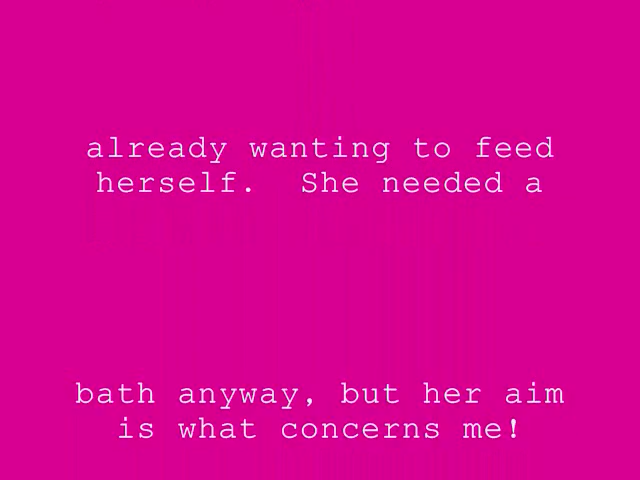 already wanting to feed
herself.  She needed a
bath anyway, but her aim
is what concerns me!